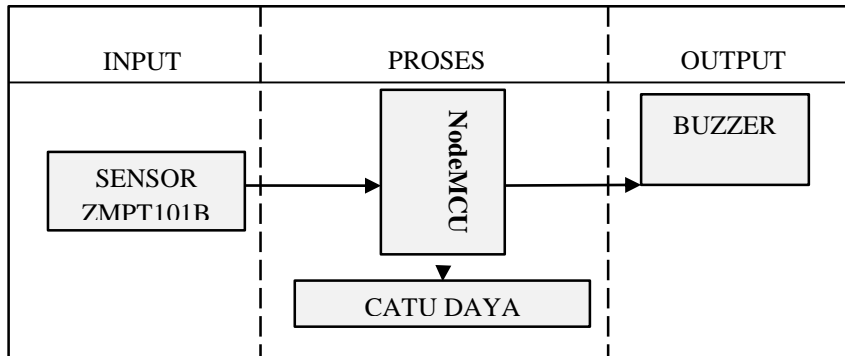 INPUT
PROSES
OUTPUT
SENSOR
ZMPT101B
NodeMCU
BUZZER
CATU DAYA